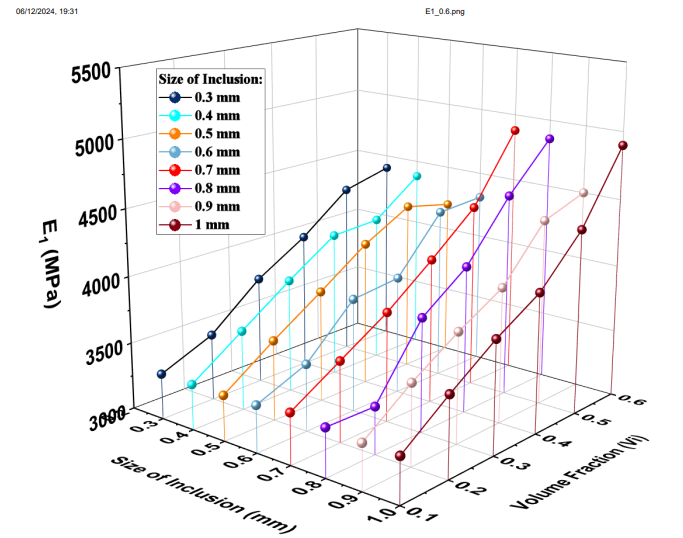 06/12/2024, 19:31
E1_0.6.png
5500
5000
4500
4000
3500
3000
E1 (MPa)
Size of Inclusion:
0.3 mm
0.4 mm
0.5 mm
0.6 mm
0.7 mm
0.8 mm
0.9 mm
1 mm
0.3
0.4
0.5
0.6
0.7
0.8
0.9
1.0
Size of Inclusion (mm)
0.1
0.2
0.3
0.4
0.5
0.6
Volume Fraction (Vi)